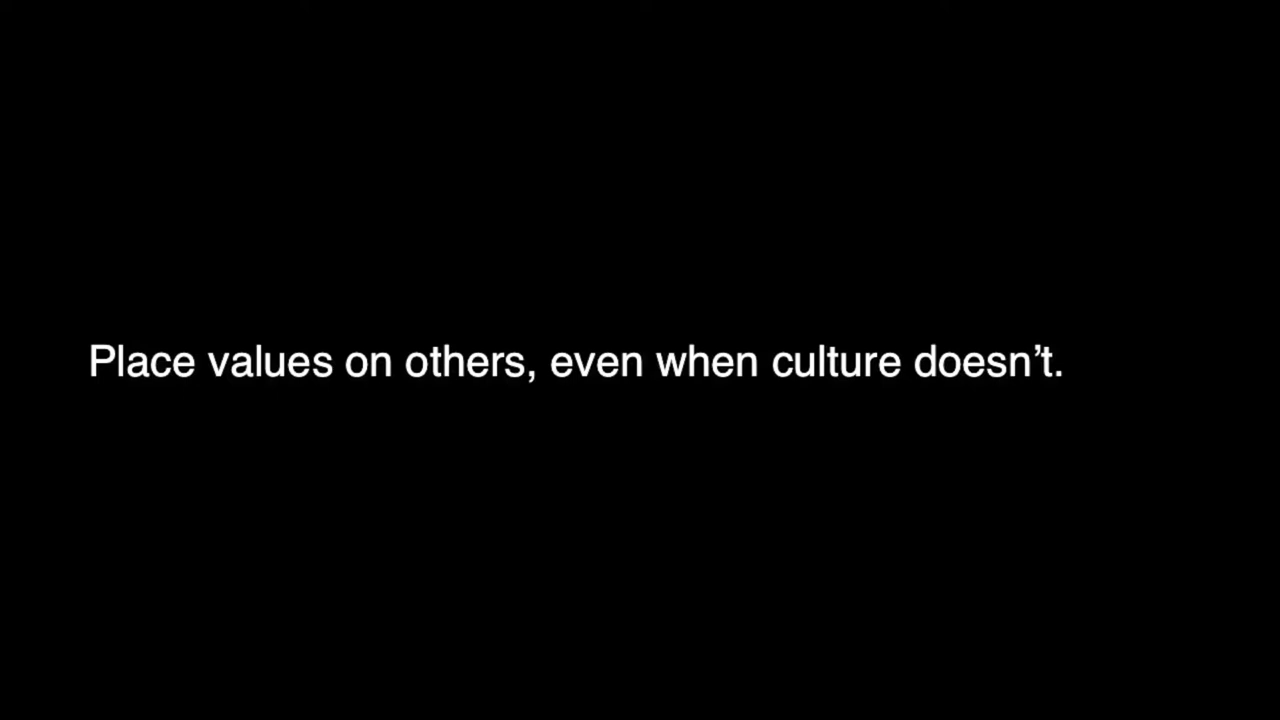 Place values on others, even when culture doesn’t.